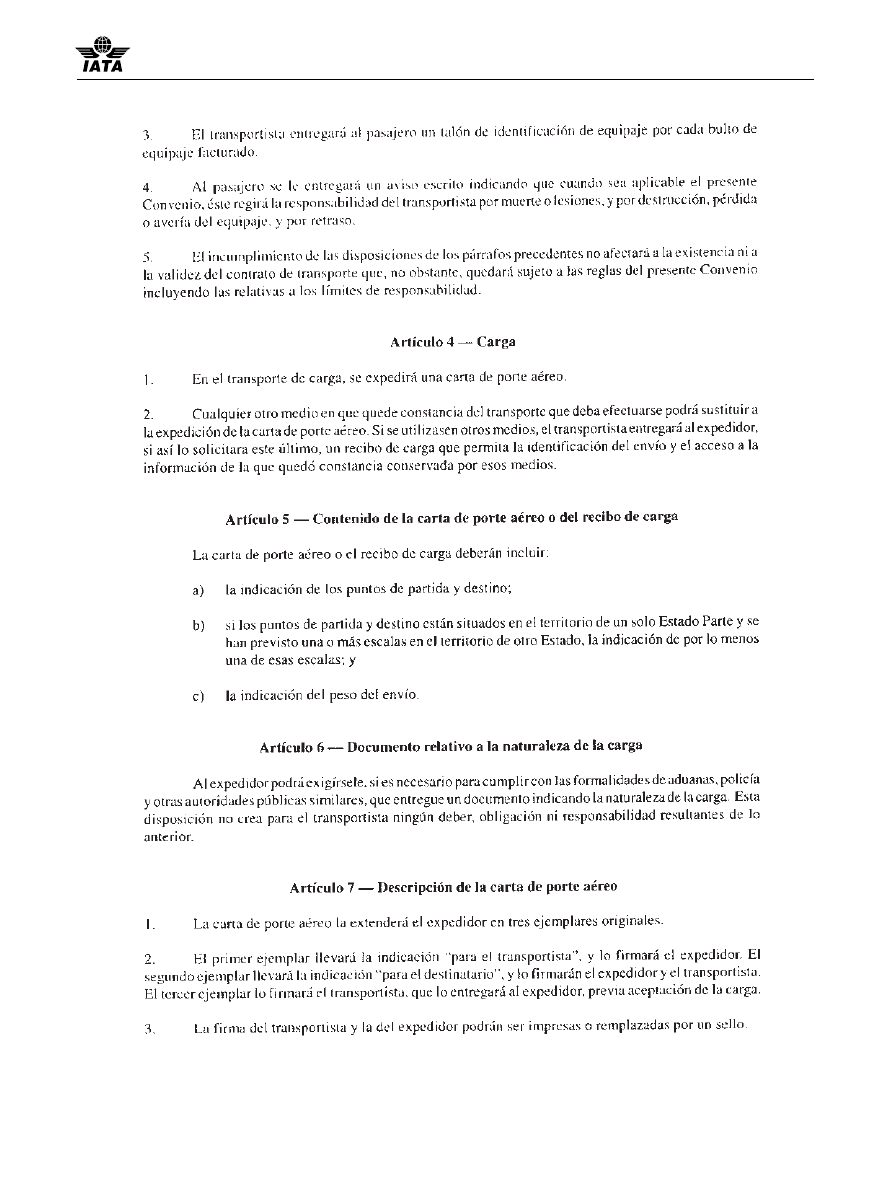 IATA
3. El transportista entregará al pasajero un talón de identificación de equipaje por cada bulto de
equipaje facturado.
4. Al pasajero se le entregará un aviso escrito indicando que cuando sea aplicable el presente
Convenio, éste regirá la responsabilidad del transportista por muerte o lesiones, y por destrucción, pérdida
o avería del equipaje, y por retraso.
5. El incumplimiento de las disposiciones de los párrafos precedentes no afectará a la existencia ni a
la validez del contrato de transporte que, no obstante, quedará sujeto a las reglas del presente Convenio
incluyendo las relativas a los límites de responsabilidad.
Artículo 4 — Carga
1. En el transporte de carga, se expedirá una carta de porte aéreo.
2. Cualquier otro medio en que quede constancia del transporte que deba efectuarse podrá sustituir a
la expedición de la carta de porte aéreo. Si se utilizasen otros medios, el transportista entregará al expedidor,
si así lo solicitara este último, un recibo de carga que permita la identificación del envío y el acceso a la
información de la que quedó constancia conservada por esos medios.
Artículo 5 — Contenido de la carta de porte aéreo o del recibo de carga
La carta de porte aéreo o el recibo de carga deberán incluir:
a) la indicación de los puntos de partida y destino;
b) si los puntos de partida y destino están situados en el territorio de un solo Estado Parte y se
han previsto una o más escalas en el territorio de otro Estado, la indicación de por lo menos
una de esas escalas; y
c) la indicación del peso del envío.
Artículo 6 — Documento relativo a la naturaleza de la carga
Al expedidor podrá exigírsele, si es necesario para cumplir con las formalidades de aduanas, policía
y otras autoridades públicas similares, que entregue un documento indicando la naturaleza de la carga. Esta
disposición no crea para el transportista ningún deber, obligación ni responsabilidad resultantes de lo
anterior.
Artículo 7 — Descripción de la carta de porte aéreo
1. La carta de porte aéreo la extenderá el expedidor en tres ejemplares originales.
2. El primer ejemplar llevará la indicación “para el transportista”, y lo firmará el expedidor. El
segundo ejemplar llevará la indicación “para el destinatario”, y lo firmarán el expedidor y el transportista.
El tercer ejemplar lo firmará el transportista, que lo entregará al expedidor, previa aceptación de la carga.
3. La firma del transportista y la del expedidor podrán ser impresas o remplazadas por un sello.